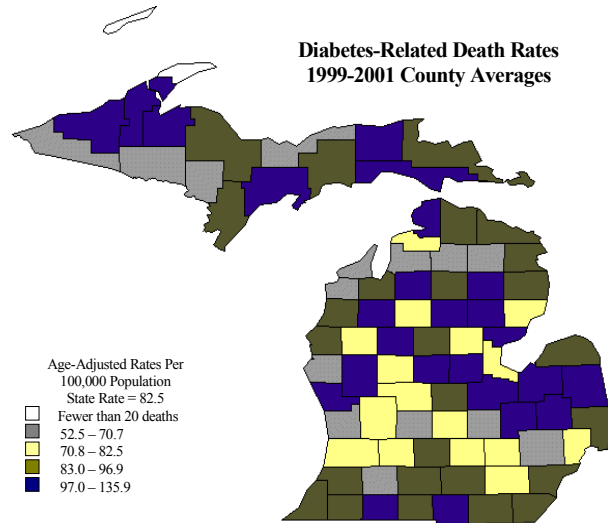 Diabetes-Related Death Rates
1999-2001 County Averages
Age-Adjusted Rates Per
100,000 Population
State Rate = 82.5
Fewer than 20 deaths
52.5 – 70.7
70.8 – 82.5
83.0 – 96.9
97.0 – 135.9